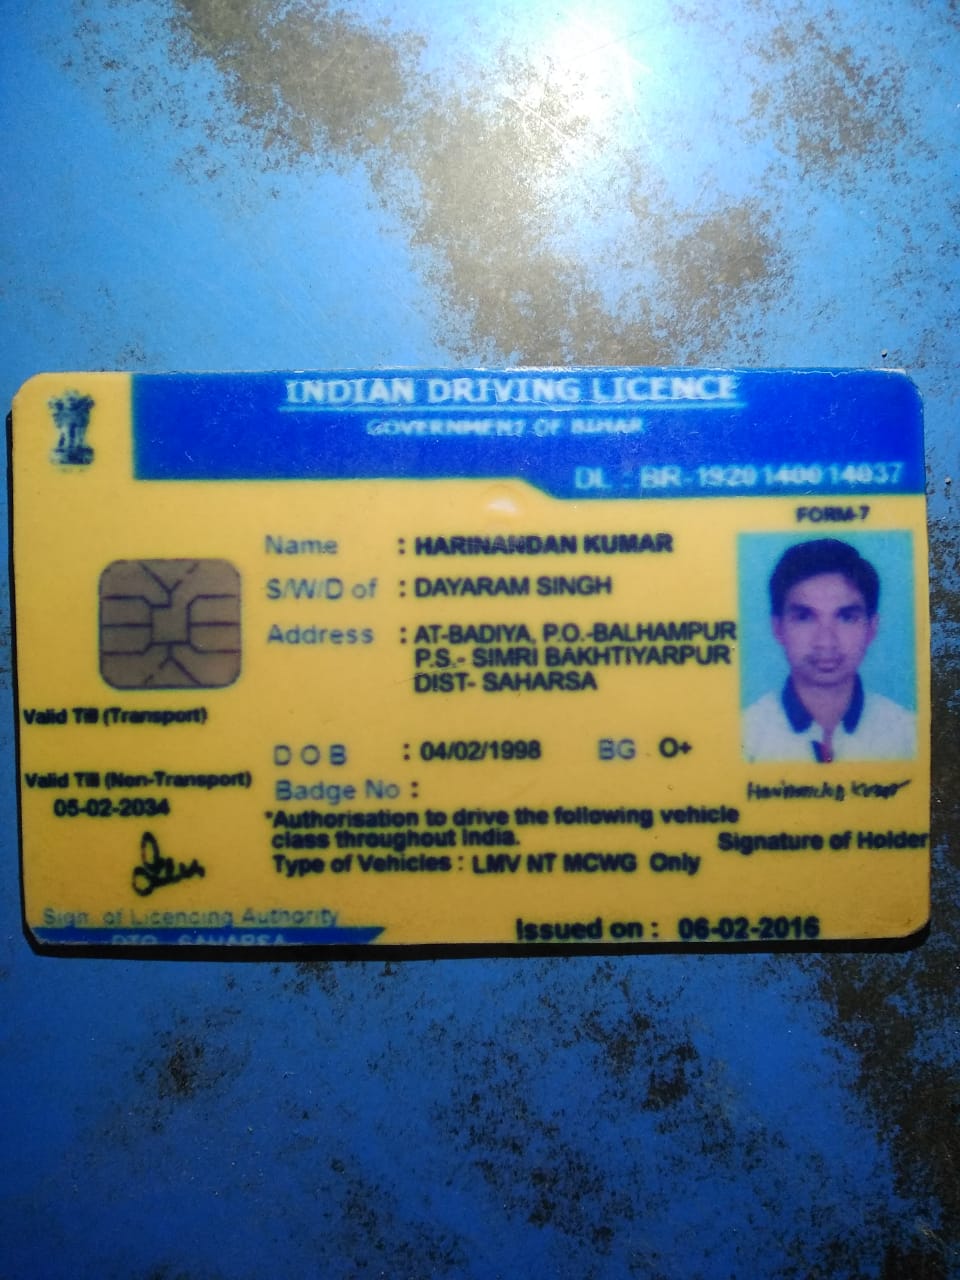 INDIAN DRIVING LICENCE
GOVERNMENT OF BIHAR
DL : BR-1920140014037
FORM-7
Name : HARINANDAN KUMAR
S/W/D of : DAYARAM SINGH
Address : AT-BADIYA, P.O.-BALHAMPUR
P.S.- SIMRI BAKHTIYARPUR
DIST- SAHARSA
Valid Till (Transport)
D O B : 04/02/1998 BG O+
Valid Till (Non-Transport)
05-02-2034
Badge No :
*Authorisation to drive the following vehicle
class throughout India.
Type of Vehicles : LMV NT MCWG Only
Kumar
Signature of Holder
Sign. of Licencing Authority
DTO SAHARSA
Issued on : 06-02-2016